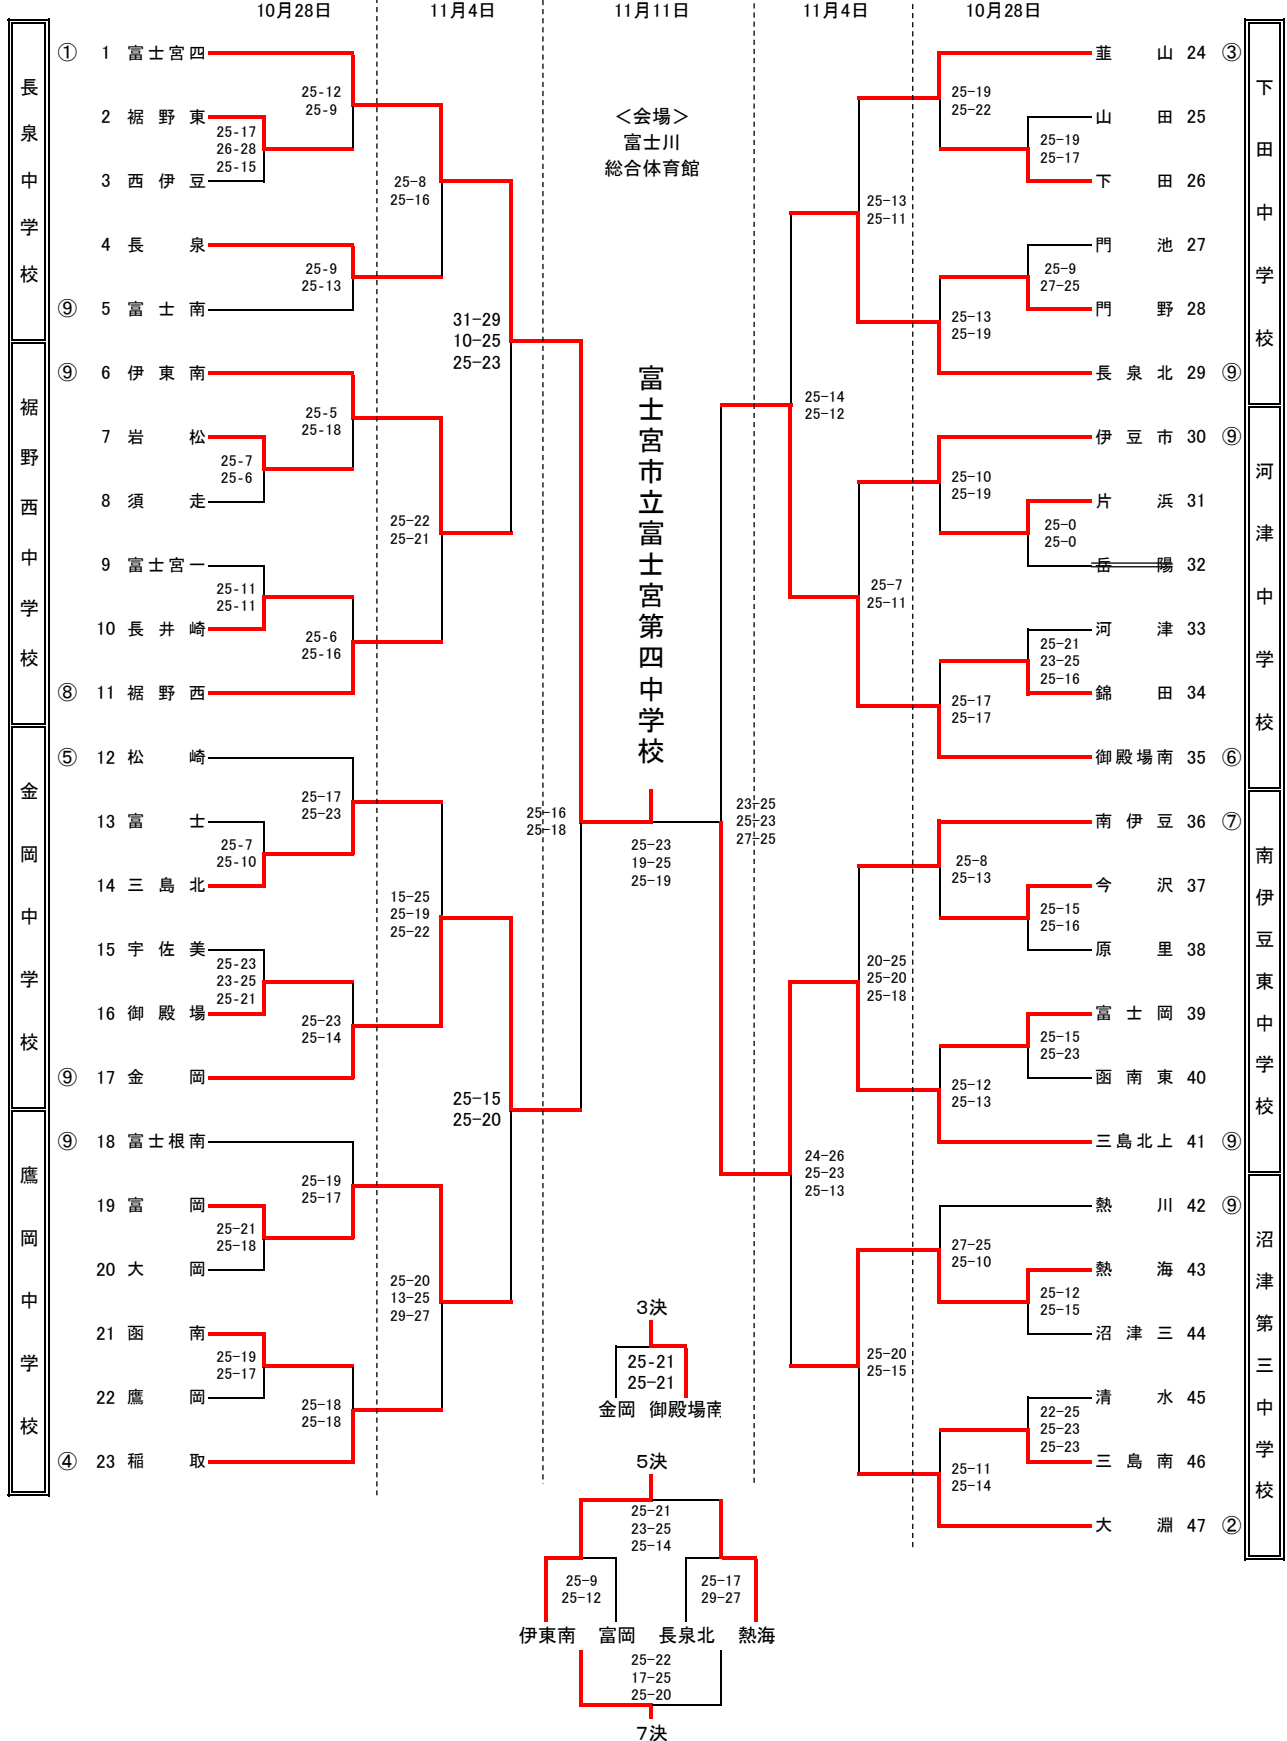 10月28日
11月4日
11月11日
11月4日
10月28日
長泉中学校
① 1 富士宮四
25-12
25-9
2 裾野東
25-17
26-28
25-15
3 西伊豆
25-8
25-16
4 長泉
25-9
25-13
⑨ 5 富士南
31-29
10-25
25-23
裾野西中学校
⑨ 6 伊東南
25-5
25-18
7 岩松
25-7
25-6
8 須走
25-22
25-21
9 富士宮一
25-11
25-11
10 長井崎
25-6
25-16
⑧ 11 裾野西
金岡中学校
⑤ 12 松崎
25-17
25-23
13 富士
25-7
25-10
14 三島北
15-25
25-19
25-22
15 宇佐美
25-23
23-25
25-21
16 御殿場
25-23
25-14
⑨ 17 金岡
25-15
25-20
鷹岡中学校
⑨ 18 富士根南
25-19
25-17
19 富岡
25-21
25-18
20 大岡
25-20
13-25
29-27
21 函南
25-19
25-17
22 鷹岡
25-18
25-18
④ 23 稲取
25-16
25-18
<会場>
富士川
総合体育館
富士宮市立富士宮第四中学校
25-23
19-25
25-19
23-25
25-23
27-25
下田中学校
韮山 24 ③
25-19
25-22
山田 25
25-19
25-17
下田 26
25-13
25-11
門池 27
25-9
27-25
門野 28
25-13
25-19
長泉北 29 ⑨
25-14
25-12
河津中学校
伊豆市 30 ⑨
25-10
25-19
片浜 31
25-0
25-0
岳陽 32
25-7
25-11
河津 33
25-21
23-25
25-16
錦田 34
25-17
25-17
御殿場南 35 ⑥
南伊豆東中学校
南伊豆 36 ⑦
25-8
25-13
今沢 37
25-15
25-16
原里 38
20-25
25-20
25-18
富士岡 39
25-15
25-23
函南東 40
25-12
25-13
三島北上 41 ⑨
24-26
25-23
25-13
沼津第三中学校
熱川 42 ⑨
27-25
25-10
熱海 43
25-12
25-15
沼津三 44
25-20
25-15
清水 45
22-25
25-23
25-23
三島南 46
25-11
25-14
大淵 47 ②
3決
25-21
25-21
金岡 御殿場南
5決
25-21
23-25
25-14
25-9
25-12
25-17
29-27
伊東南 富岡 長泉北 熱海
25-22
17-25
25-20
7決